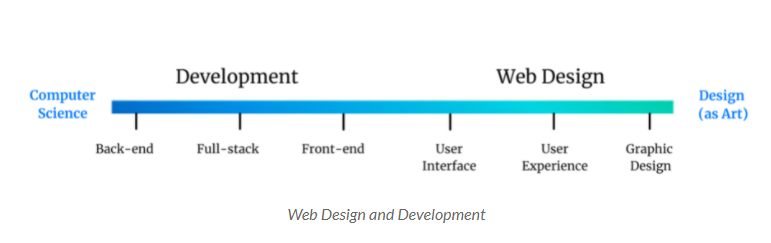 Development
Web Design
Computer
Science
Design
(as Art)
Back-end
Full-stack
Front-end
User
Interface
User
Experience
Graphic
Design
Web Design and Development